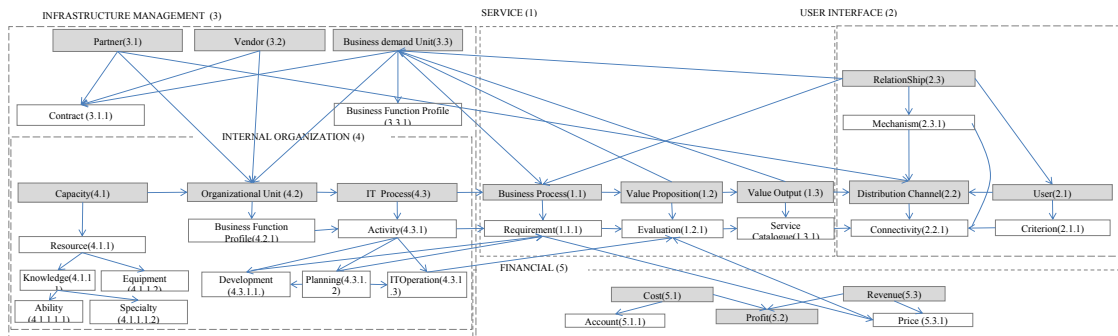 INFRASTRUCTURE MANAGEMENT (3)
SERVICE (1)
USER INTERFACE (2)
Partner(3.1)
Vendor (3.2)
Business demand Unit(3.3)
RelationShip(2.3)
Contract (3.1.1)
Business Function Profile
(3.3.1)
Mechanism(2.3.1)
INTERNAL ORGANIZATION (4)
Capacity(4.1)
Organizational Unit (4.2)
IT Process(4.3)
Business Process(1.1)
Value Proposition(1.2)
Value Output (1.3)
Distribution Channel(2.2)
User(2.1)
Business Function
Profile(4.2.1)
Activity(4.3.1)
Requirement(1.1.1)
Evaluation(1.2.1)
Service
Catalogue(1.3.1)
Connectivity(2.2.1)
Criterion(2.1.1)
Resource(4.1.1)
Knowledge(4.1.1
.1)
Equipment
(4.1.1.2)
Development
(4.3.1.1.)
Planning(4.3.1.
2)
ITOperation(4.3.1
.3)
FINANCIAL (5)
Ability
(4.1.1.1.1)
Specialty
(4.1.1.1.2)
Cost(5.1)
Revenue(5.3)
Account(5.1.1)
Profit(5.2)
Price (5.3.1)